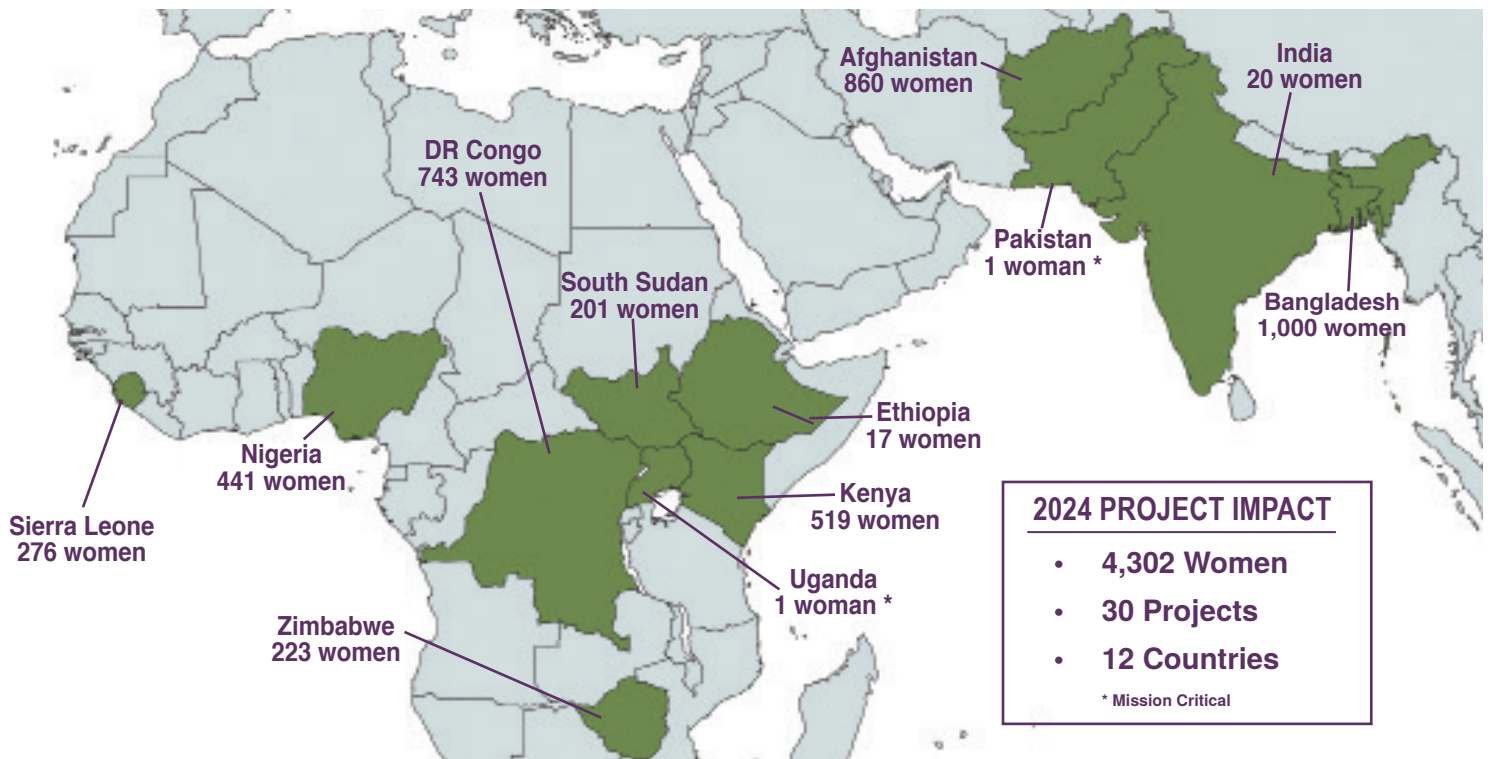 Afghanistan
860 women
India
20 women
DR Congo
743 women
Pakistan
1 woman *
South Sudan
201 women
Bangladesh
1,000 women
Ethiopia
17 women
Nigeria
441 women
Kenya
519 women
Sierra Leone
276 women
Uganda
1 woman *
Zimbabwe
223 women
2024 PROJECT IMPACT
• 4,302 Women
• 30 Projects
• 12 Countries
* Mission Critical